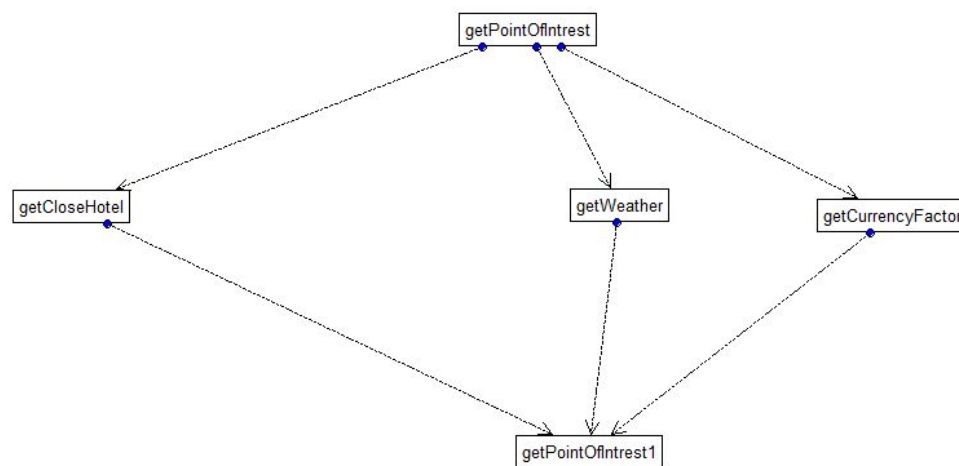 getPointOfIntrest
getCloseHotel
getWeather
getCurrencyFactor
getPointOfIntrest1